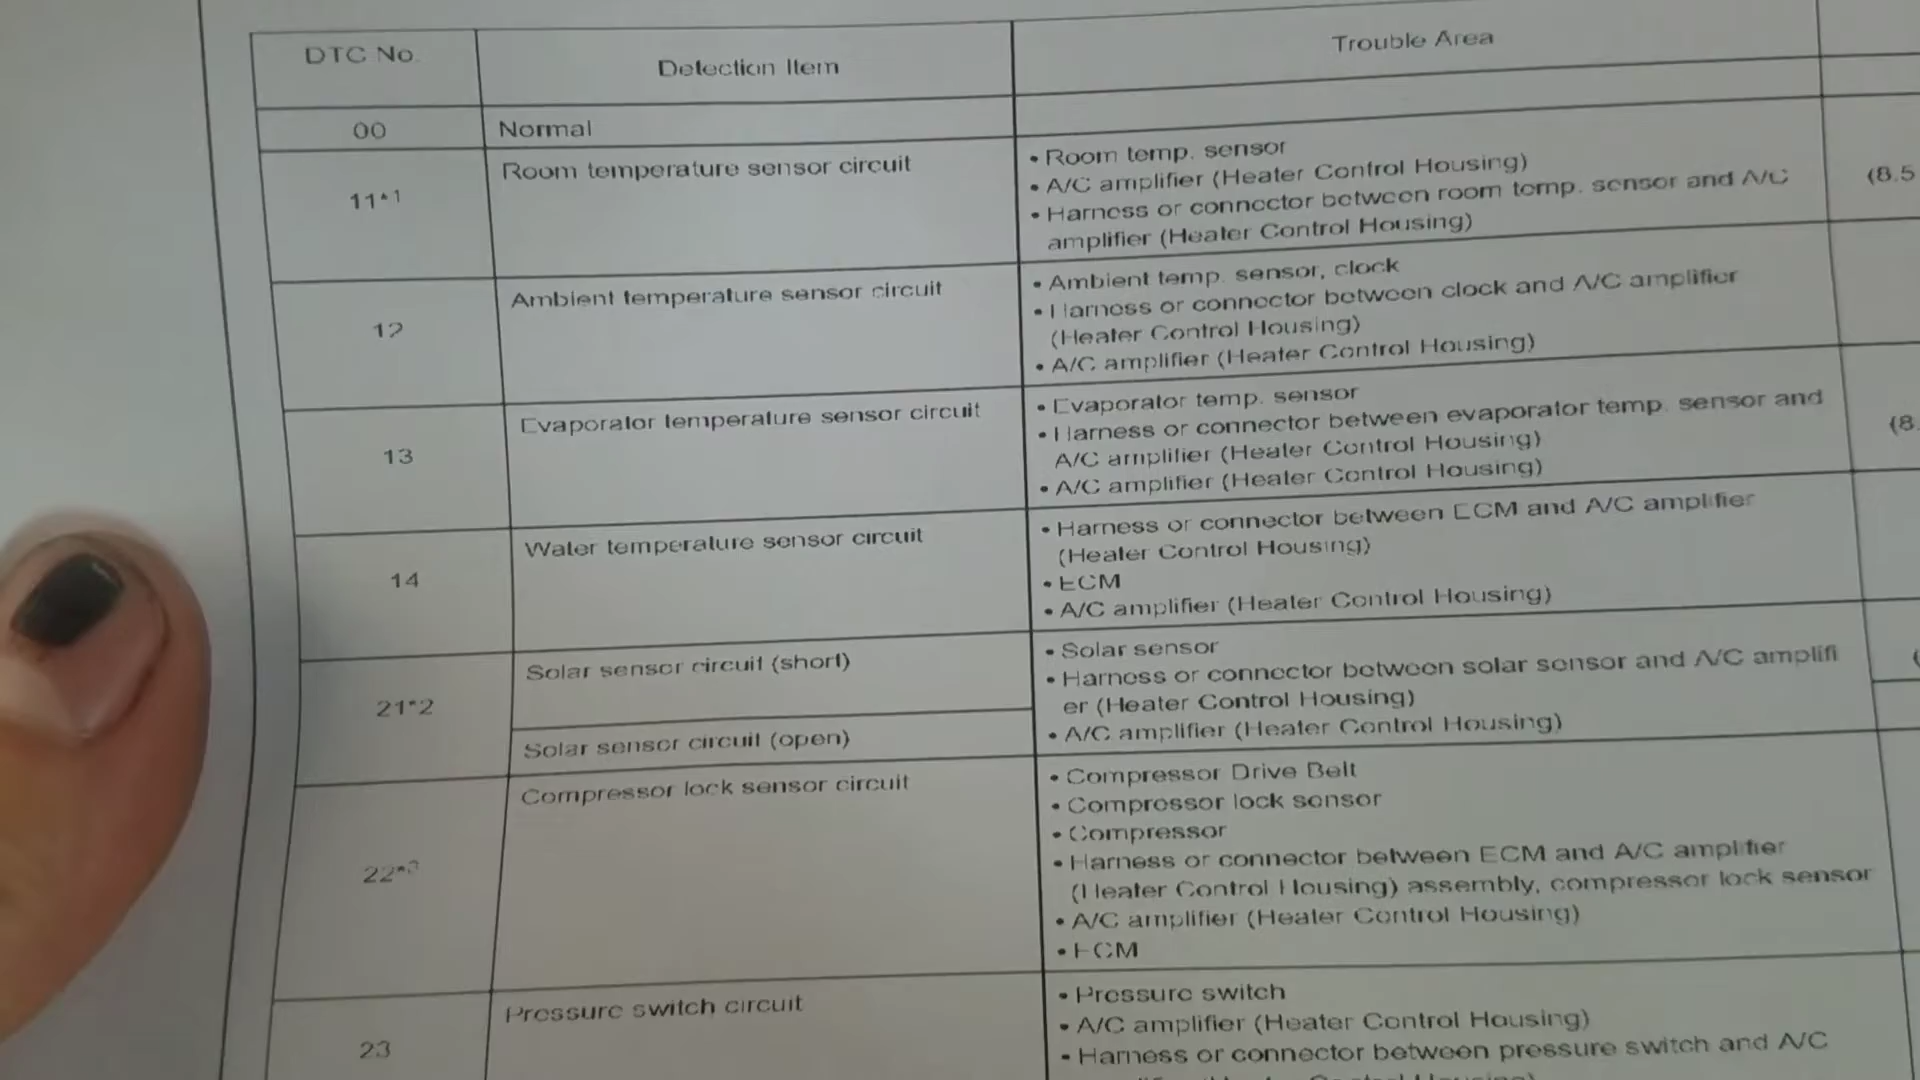 DTC No.
Detection Item
Trouble Area
00
Normal
11*1
Room temperature sensor circuit
• Room temp. sensor
• A/C amplifier (Heater Control Housing)
• Harness or connector between room temp. sensor and A/C
amplifier (Heater Control Housing)
(8.5
12
Ambient temperature sensor circuit
• Ambient temp. sensor, clock
• Harness or connector between clock and A/C amplifier
(Heater Control Housing)
• A/C amplifier (Heater Control Housing)
13
Evaporator temperature sensor circuit
• Evaporator temp. sensor
• Harness or connector between evaporator temp. sensor and
A/C amplifier (Heater Control Housing)
• A/C amplifier (Heater Control Housing)
(8.
14
Water temperature sensor circuit
• Harness or connector between ECM and A/C amplifier
(Heater Control Housing)
• ECM
• A/C amplifier (Heater Control Housing)
21*2
Solar sensor circuit (short)
Solar sensor circuit (open)
• Solar sensor
• Harness or connector between solar sensor and A/C amplifi
er (Heater Control Housing)
• A/C amplifier (Heater Control Housing)
(
22*3
Compressor lock sensor circuit
• Compressor Drive Belt
• Compressor lock sensor
• Compressor
• Harness or connector between ECM and A/C amplifier
(Heater Control Housing) assembly, compressor lock sensor
• A/C amplifier (Heater Control Housing)
• ECM
23
Pressure switch circuit
• Pressure switch
• A/C amplifier (Heater Control Housing)
• Harness or connector between pressure switch and A/C